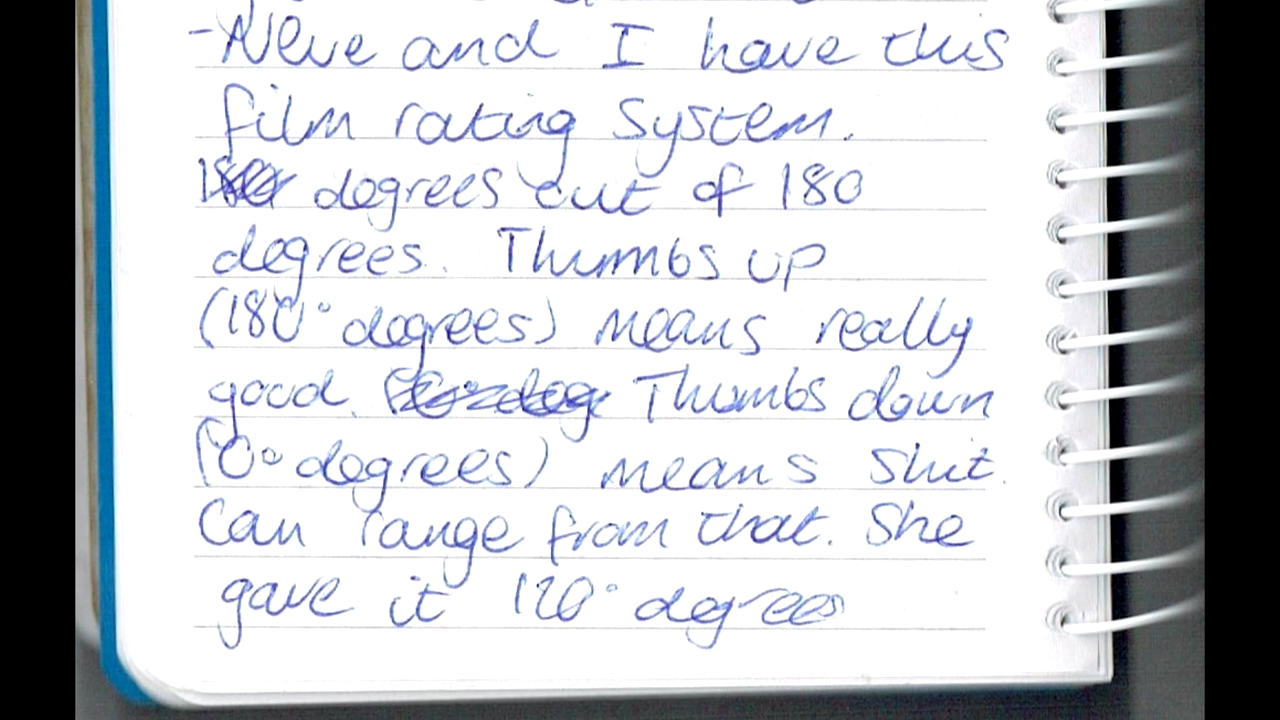 -Neve and I have this
film rating system.
degrees out of 180
degrees. Thumbs up
(180° degrees) means really
good. Thumbs down
(0° degrees) means shit.
Can range from that. She
gave it 120° degrees